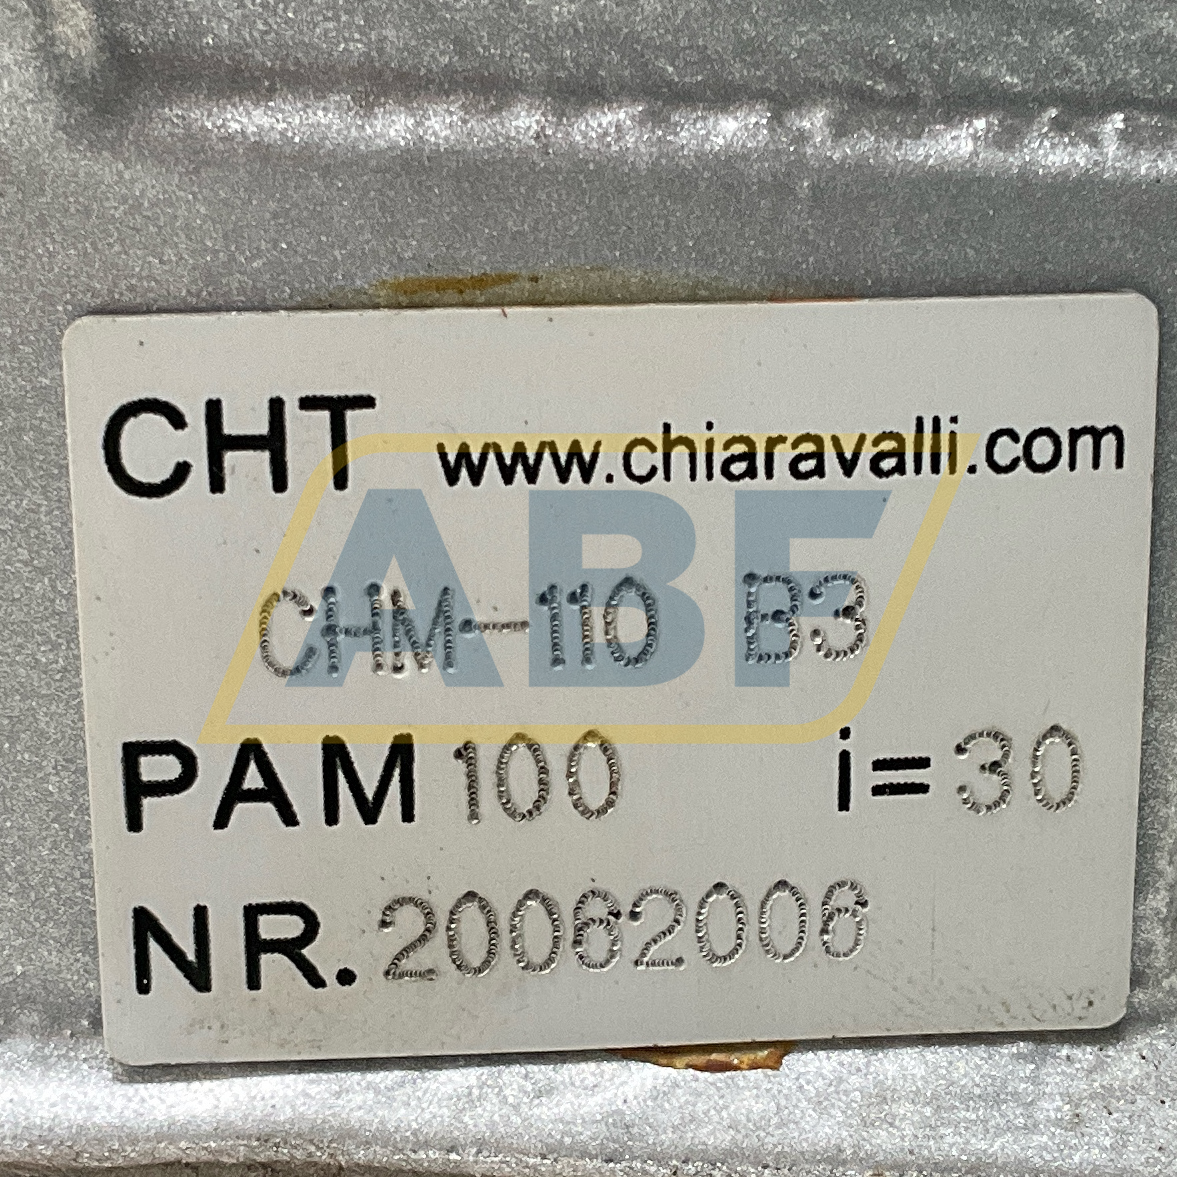 CHT www.chiaravalli.com
ABF
CHM-110 B3
PAM 100 i=30
NR. 20062006